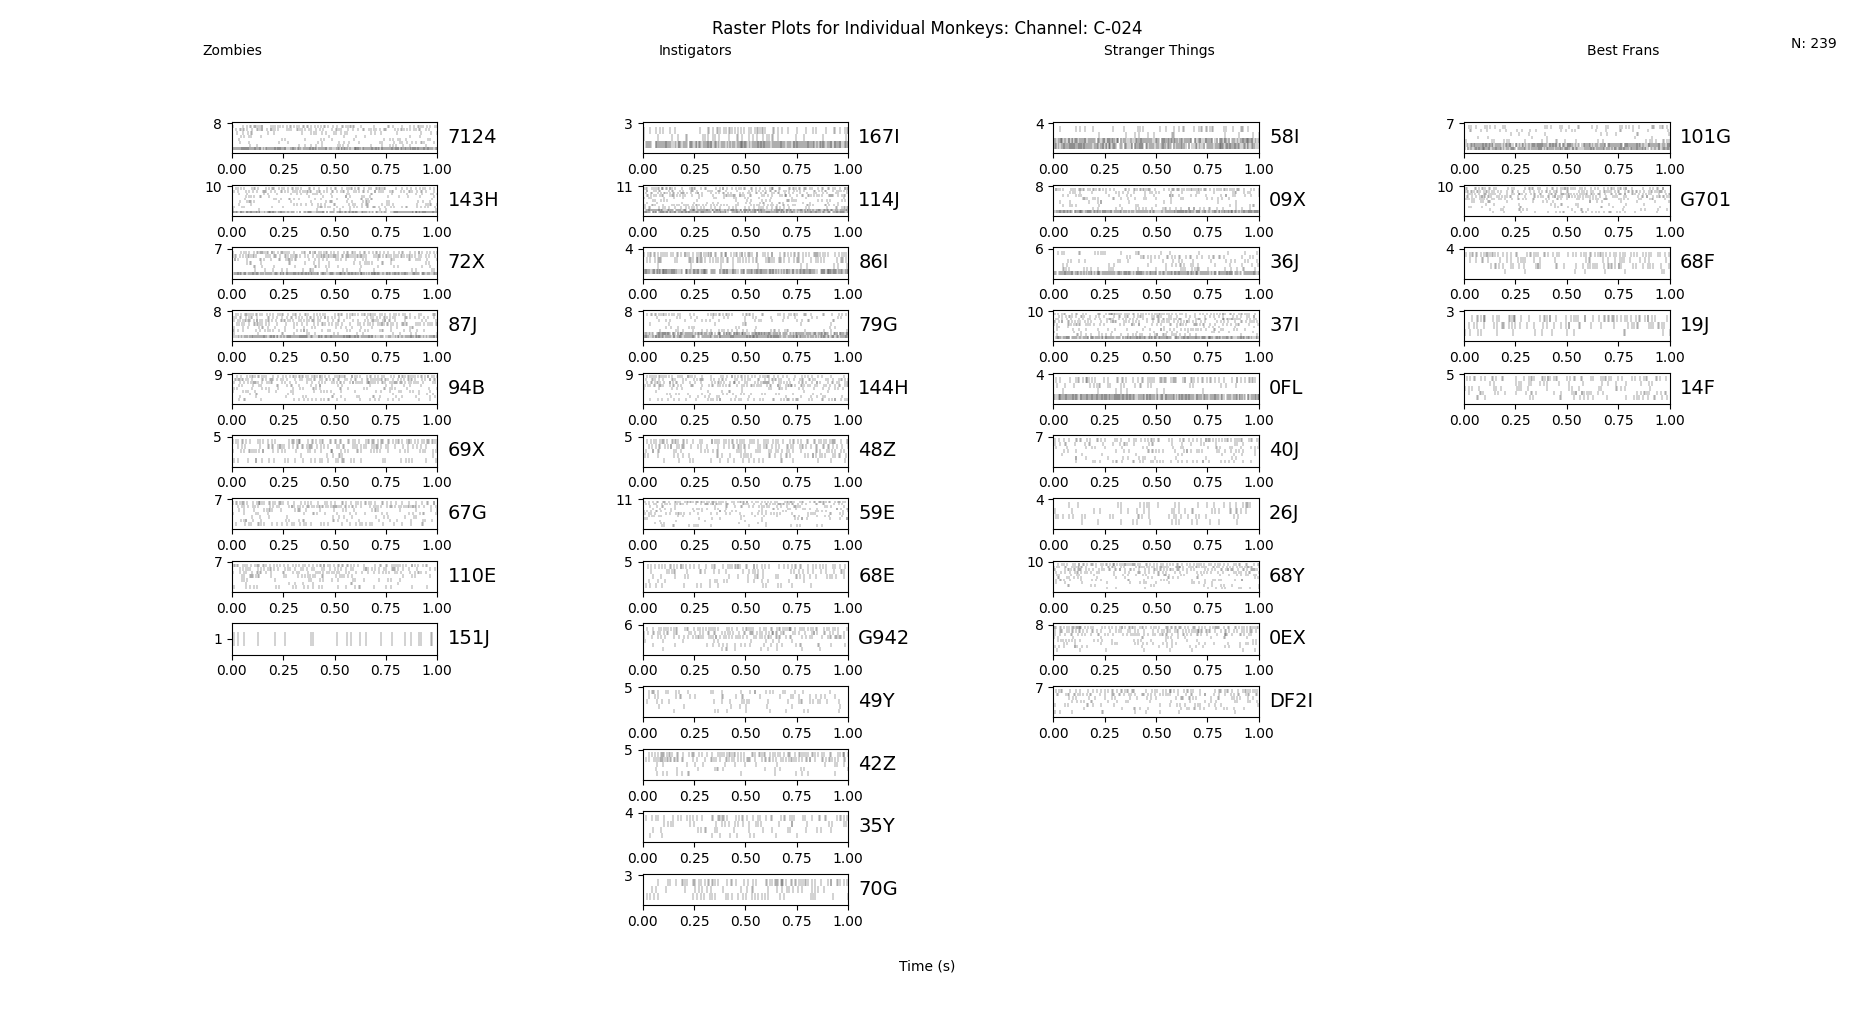 Raster Plots for Individual Monkeys: Channel: C-024
Zombies Instigators Stranger Things Best Frans N: 239
8 7124 3 167I 4 58I 7 101G
0.00 0.25 0.50 0.75 1.00 0.00 0.25 0.50 0.75 1.00 0.00 0.25 0.50 0.75 1.00 0.00 0.25 0.50 0.75 1.00
10 143H 11 114J 8 09X 10 G701
0.00 0.25 0.50 0.75 1.00 0.00 0.25 0.50 0.75 1.00 0.00 0.25 0.50 0.75 1.00 0.00 0.25 0.50 0.75 1.00
7 72X 4 86I 6 36J 4 68F
0.00 0.25 0.50 0.75 1.00 0.00 0.25 0.50 0.75 1.00 0.00 0.25 0.50 0.75 1.00 0.00 0.25 0.50 0.75 1.00
8 87J 8 79G 10 37I 3 19J
0.00 0.25 0.50 0.75 1.00 0.00 0.25 0.50 0.75 1.00 0.00 0.25 0.50 0.75 1.00 0.00 0.25 0.50 0.75 1.00
9 94B 9 144H 4 0FL 5 14F
0.00 0.25 0.50 0.75 1.00 0.00 0.25 0.50 0.75 1.00 0.00 0.25 0.50 0.75 1.00 0.00 0.25 0.50 0.75 1.00
5 69X 5 48Z 7 40J
0.00 0.25 0.50 0.75 1.00 0.00 0.25 0.50 0.75 1.00 0.00 0.25 0.50 0.75 1.00
7 67G 11 59E 4 26J
0.00 0.25 0.50 0.75 1.00 0.00 0.25 0.50 0.75 1.00 0.00 0.25 0.50 0.75 1.00
7 110E 5 68E 10 68Y
0.00 0.25 0.50 0.75 1.00 0.00 0.25 0.50 0.75 1.00 0.00 0.25 0.50 0.75 1.00
1 151J 6 G942 8 0EX
0.00 0.25 0.50 0.75 1.00 0.00 0.25 0.50 0.75 1.00 0.00 0.25 0.50 0.75 1.00
5 49Y 7 DF2I
0.00 0.25 0.50 0.75 1.00 0.00 0.25 0.50 0.75 1.00
5 42Z
0.00 0.25 0.50 0.75 1.00
4 35Y
0.00 0.25 0.50 0.75 1.00
3 70G
0.00 0.25 0.50 0.75 1.00
Time (s)